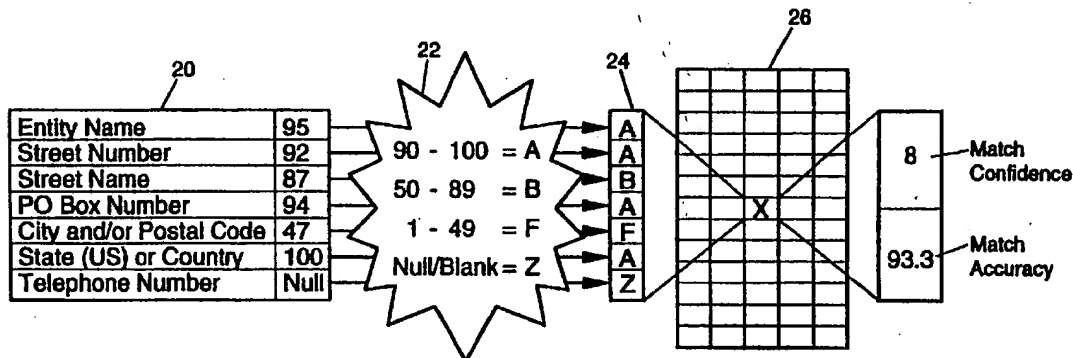 20
22
24
26
Entity Name 95
Street Number 92
Street Name 87
PO Box Number 94
City and/or Postal Code 47
State (US) or Country 100
Telephone Number Null
90 - 100 = A
50 - 89 = B
1 - 49 = F
Null/Blank = Z
A
A
B
A
F
A
Z
X
8
Match
Confidence
93.3
Match
Accuracy